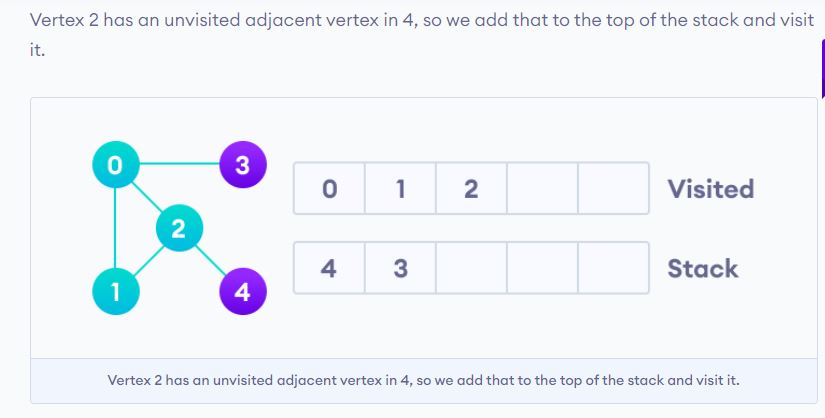 Vertex 2 has an unvisited adjacent vertex in 4, so we add that to the top of the stack and visit
it.
0 3
0 1 2 Visited
2
4 3 Stack
1 4
Vertex 2 has an unvisited adjacent vertex in 4, so we add that to the top of the stack and visit it.